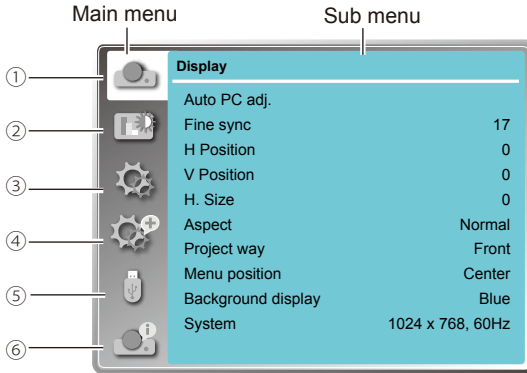 Main menu Sub menu
① Display
Auto PC adj.
② Fine sync 17
H Position 0
V Position 0
③ H. Size 0
Aspect Normal
④ Project way Front
Menu position Center
⑤ Background display Blue
System 1024 x 768, 60Hz
⑥